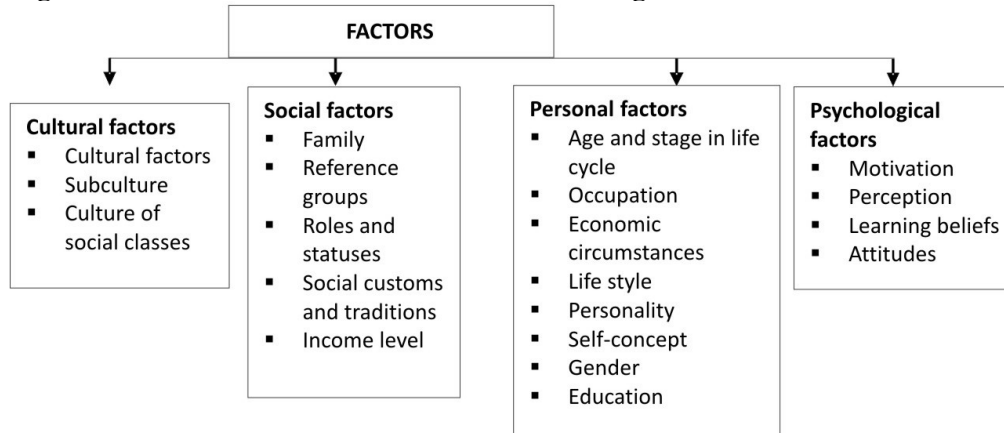 FACTORS
Cultural factors
▪ Cultural factors
▪ Subculture
▪ Culture of
social classes
Social factors
▪ Family
▪ Reference
groups
▪ Roles and
statuses
▪ Social customs
and traditions
▪ Income level
Personal factors
▪ Age and stage in life
cycle
▪ Occupation
▪ Economic
circumstances
▪ Life style
▪ Personality
▪ Self-concept
▪ Gender
▪ Education
Psychological
factors
▪ Motivation
▪ Perception
▪ Learning beliefs
▪ Attitudes